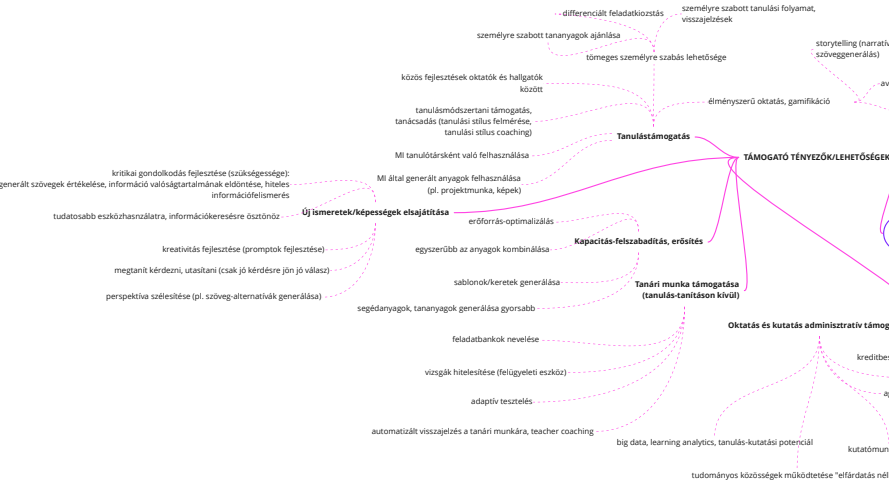 differenciált feladatkiozstás
személyre szabott tanulási folyamat,
visszajelzések
személyre szabott tananyagok ajánlása
tömeges személyre szabás lehetősége
storytelling (narratív
szöveggenerálás)
közös fejlesztések oktatók és hallgatók
között
av
élményszerű oktatás, gamifikáció
tanulásmódszertani támogatás,
tanácsadás (tanulási stílus felmérése,
tanulási stílus coaching)
Tanulástámogatás
MI tanulótársként való felhasználása
TÁMOGATÓ TÉNYEZŐK/LEHETŐSÉGEK
MI által generált anyagok felhasználása
(pl. projektmunka, képek)
kritikai gondolkodás fejlesztése (szükségessége):
generált szövegek értékelése, információ valóságtartalmának eldöntése, hiteles
információfelismerés
Új ismeretek/képességek elsajátítása
tudatosabb eszközhasználatra, információkeresésre ösztönöz
erőforrás-optimalizálás
Kapacitás-felszabadítás, erősítés
kreativitás fejlesztése (promptok fejlesztése)
egyszerűbb az anyagok kombinálása
megtanít kérdezni, utasítani (csak jó kérdésre jön jó válasz)
sablonok/keretek generálása
Tanári munka támogatása
(tanulás-tanításon kívül)
perspektíva szélesítése (pl. szöveg-alternatívák generálása)
segédanyagok, tananyagok generálása gyorsabb
Oktatás és kutatás adminisztratív támog
feladatbankok nevelése
kreditbes
vizsgák hitelesítése (felügyeleti eszköz)
adaptív tesztelés
automatizált visszajelzés a tanári munkára, teacher coaching
big data, learning analytics, tanulás-kutatási potenciál
kutatómun
tudományos közösségek működtetése "elfárdatás nél